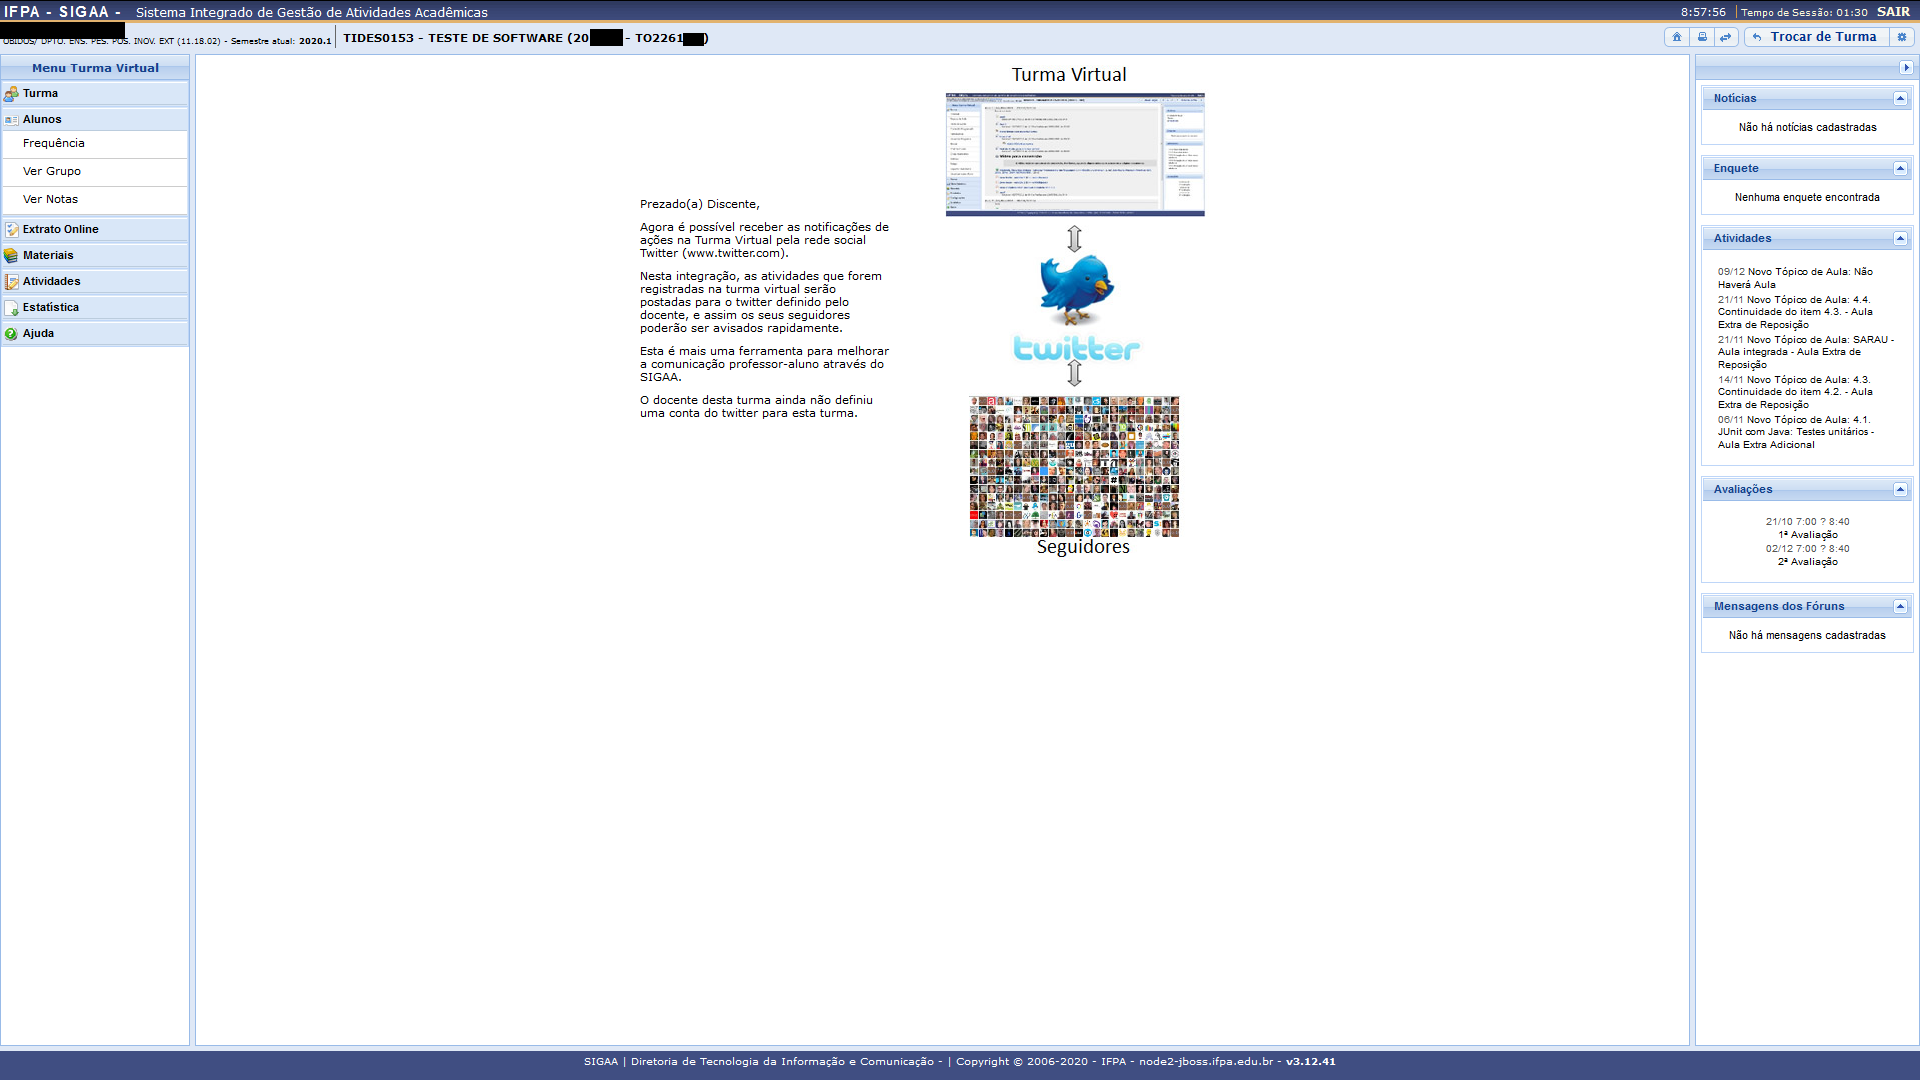 IFPA - SIGAA -
Sistema Integrado de Gestão de Atividades Acadêmicas
8:57:56
Tempo de Sessão: 01:30
SAIR
ÓBIDOS/ DPTO. ENS. PES. POS. INOV. EXT (11.18.02) - Semestre atual: 2020.1
TIDES0153 - TESTE DE SOFTWARE (20 - TO2261 )
Trocar de Turma
Menu Turma Virtual
Turma
Alunos
Frequência
Ver Grupo
Ver Notas
Extrato Online
Materiais
Atividades
Estatística
Ajuda
Prezado(a) Discente,
Agora é possível receber as notificações de
ações na Turma Virtual pela rede social
Twitter (www.twitter.com).
Nesta integração, as atividades que forem
registradas na turma virtual serão
postadas para o twitter definido pelo
docente, e assim os seus seguidores
poderão ser avisados rapidamente.
Esta é mais uma ferramenta para melhorar
a comunicação professor-aluno através do
SIGAA.
O docente desta turma ainda não definiu
uma conta do twitter para esta turma.
Turma Virtual
twitter
Seguidores
Notícias
Não há notícias cadastradas
Enquete
Nenhuma enquete encontrada
Atividades
09/12 Novo Tópico de Aula: Não
Haverá Aula
21/11 Novo Tópico de Aula: 4.4.
Continuidade do item 4.3. - Aula
Extra de Reposição
21/11 Novo Tópico de Aula: SARAU -
Aula integrada - Aula Extra de
Reposição
14/11 Novo Tópico de Aula: 4.3.
Continuidade do item 4.2. - Aula
Extra de Reposição
06/11 Novo Tópico de Aula: 4.1.
JUnit com Java: Testes unitários -
Aula Extra Adicional
Avaliações
21/10 7:00 ? 8:40
1ª Avaliação
02/12 7:00 ? 8:40
2ª Avaliação
Mensagens dos Fóruns
Não há mensagens cadastradas
SIGAA | Diretoria de Tecnologia da Informação e Comunicação - | Copyright © 2006-2020 - IFPA - node2-jboss.ifpa.edu.br - v3.12.41